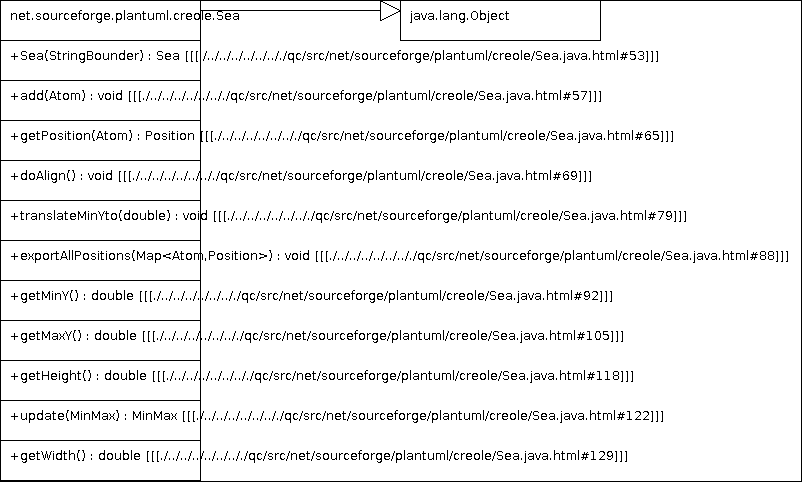 net.sourceforge.plantuml.creole.Sea
java.lang.Object
+Sea(StringBounder) : Sea [[[./../../../../../../../qc/src/net/sourceforge/plantuml/creole/Sea.java.html#53]]]
+add(Atom) : void [[[./../../../../../../../qc/src/net/sourceforge/plantuml/creole/Sea.java.html#57]]]
+getPosition(Atom) : Position [[[./../../../../../../../qc/src/net/sourceforge/plantuml/creole/Sea.java.html#65]]]
+doAlign() : void [[[./../../../../../../../qc/src/net/sourceforge/plantuml/creole/Sea.java.html#69]]]
+translateMinYto(double) : void [[[./../../../../../../../qc/src/net/sourceforge/plantuml/creole/Sea.java.html#79]]]
+exportAllPositions(Map<Atom,Position>) : void [[[./../../../../../../../qc/src/net/sourceforge/plantuml/creole/Sea.java.html#88]]]
+getMinY() : double [[[./../../../../../../../qc/src/net/sourceforge/plantuml/creole/Sea.java.html#92]]]
+getMaxY() : double [[[./../../../../../../../qc/src/net/sourceforge/plantuml/creole/Sea.java.html#105]]]
+getHeight() : double [[[./../../../../../../../qc/src/net/sourceforge/plantuml/creole/Sea.java.html#118]]]
+update(MinMax) : MinMax [[[./../../../../../../../qc/src/net/sourceforge/plantuml/creole/Sea.java.html#122]]]
+getWidth() : double [[[./../../../../../../../qc/src/net/sourceforge/plantuml/creole/Sea.java.html#129]]]